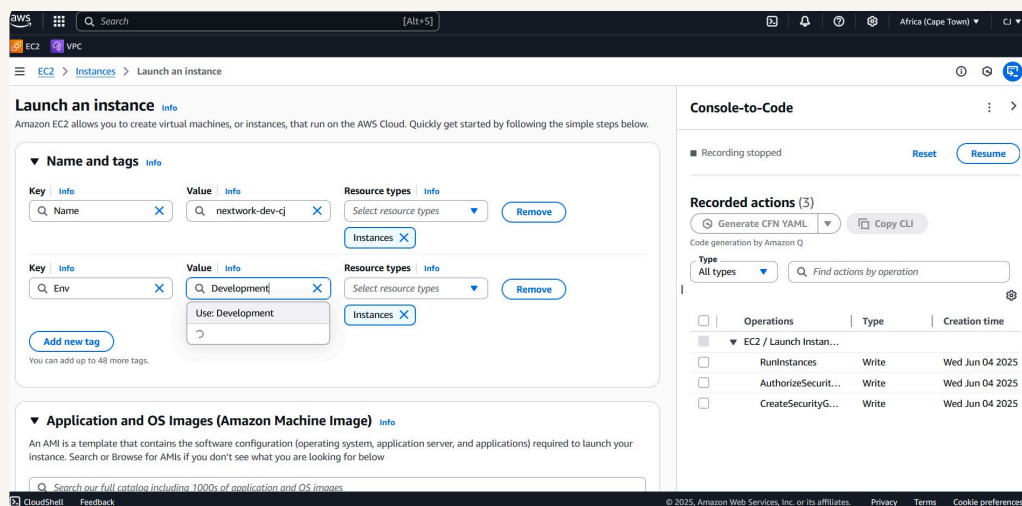 aws
Search
[Alt+S]
Africa (Cape Town) ▼
CJ ▼
EC2
VPC
EC2 > Instances > Launch an instance
Launch an instance Info
Amazon EC2 allows you to create virtual machines, or instances, that run on the AWS Cloud. Quickly get started by following the simple steps below.
▼ Name and tags Info
Key Info
Value Info
Resource types Info
Name
nextwork-dev-cj
Select resource types
Remove
Instances
Key Info
Value Info
Resource types Info
Env
Development
Select resource types
Remove
Use: Development
Instances
Add new tag
You can add up to 48 more tags.
▼ Application and OS Images (Amazon Machine Image) Info
An AMI is a template that contains the software configuration (operating system, application server, and applications) required to launch your
instance. Search or Browse for AMIs if you don't see what you are looking for below
Search our full catalog including 1000s of application and OS images
Console-to-Code
Recording stopped
Reset
Resume
Recorded actions (3)
Generate CFN YAML
Copy CLI
Code generation by Amazon Q
Type
All types
Find actions by operation
Operations
Type
Creation time
▼ EC2 / Launch Instan...
RunInstances Write Wed Jun 04 2025
AuthorizeSecurit... Write Wed Jun 04 2025
CreateSecurityG... Write Wed Jun 04 2025
CloudShell Feedback
© 2025, Amazon Web Services, Inc. or its affiliates. Privacy Terms Cookie preferences